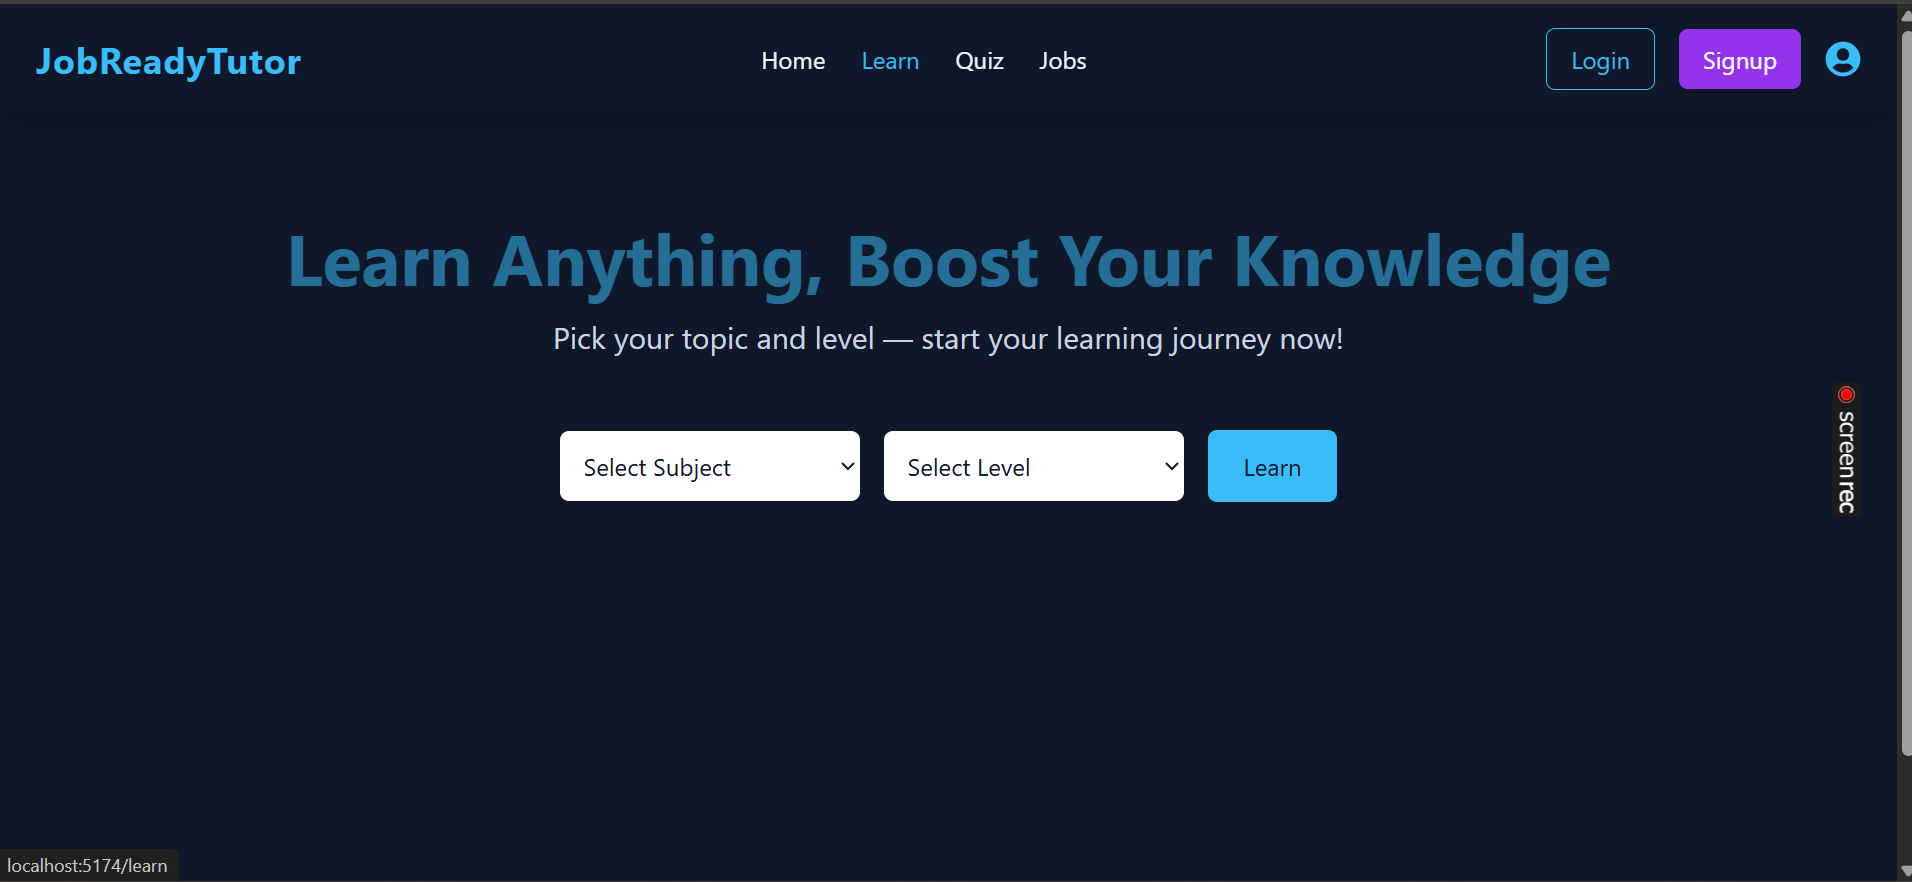 JobReadyTutor
Home Learn Quiz Jobs
Login Signup
Learn Anything, Boost Your Knowledge
Pick your topic and level — start your learning journey now!
Select Subject Select Level Learn
screenrec
localhost:5174/learn